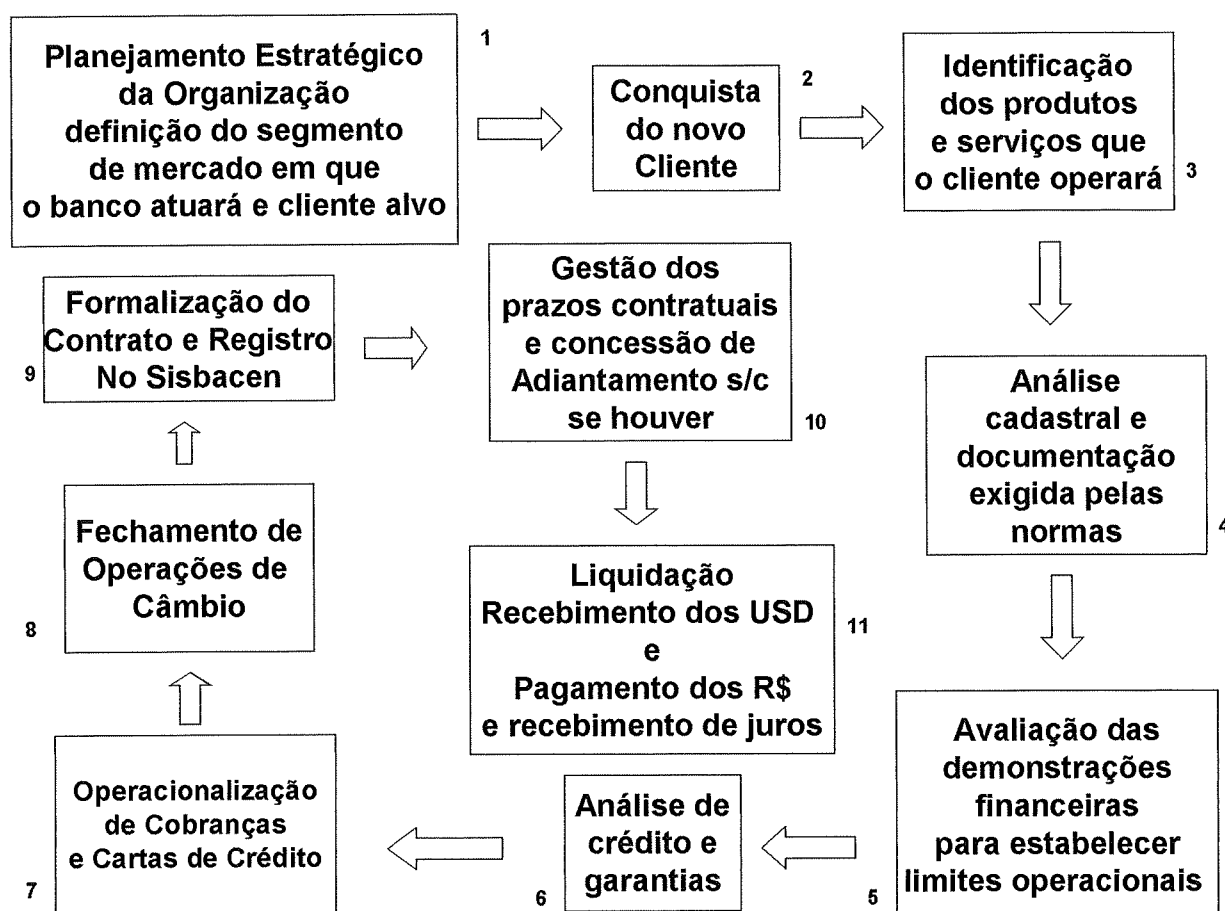 Planejamento Estratégico
da Organização
definição do segmento
de mercado em que
o banco atuará e cliente alvo
1
Conquista
do novo
Cliente
2
Identificação
dos produtos
e serviços que
o cliente operará
3
Análise
cadastral e
documentação
exigida pelas
normas
4
Avaliação das
demonstrações
financeiras
para estabelecer
limites operacionais
5
Análise de
crédito e
garantias
6
Operacionalização
de Cobranças
e Cartas de Crédito
7
Fechamento de
Operações de
Câmbio
8
Formalização do
Contrato e Registro
No Sisbacen
9
Gestão dos
prazos contratuais
e concessão de
Adiantamento s/c
se houver
10
Liquidação
Recebimento dos USD
e
Pagamento dos R$
e recebimento de juros
11